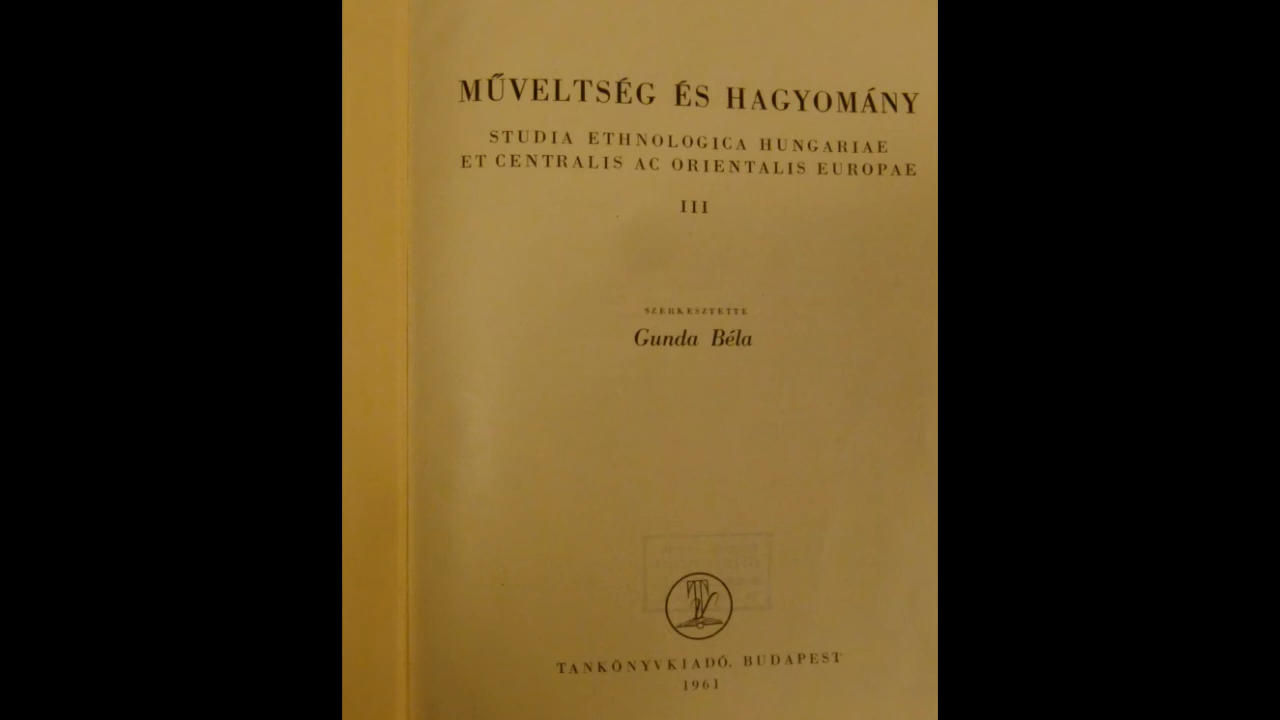 MŰVELTSÉG ÉS HAGYOMÁNY
STUDIA ETHNOLOGICA HUNGARIAE
ET CENTRALIS AC ORIENTALIS EUROPAE
III
SZERKESZTETTE
Gunda Béla
TANKÖNYVKIADÓ, BUDAPEST
1961